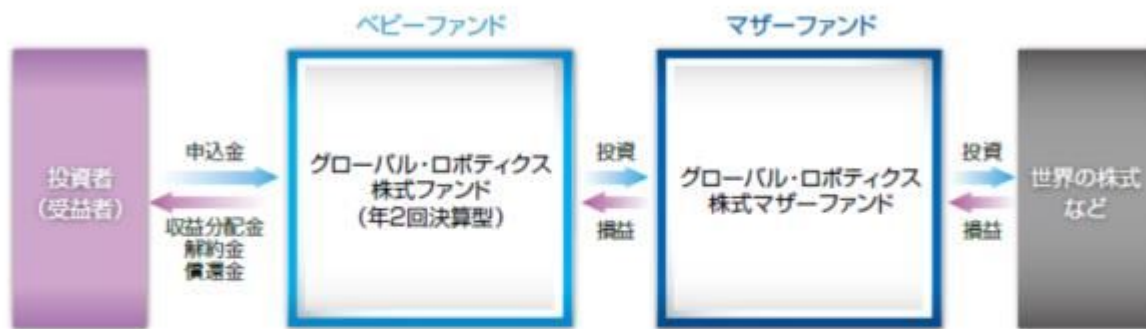 ベビーファンド
マザーファンド
投資者
(受益者)
申込金
収益分配金
解約金
償還金
グローバル・ロボティクス
株式ファンド
(年2回決算型)
投資
損益
グローバル・ロボティクス
株式マザーファンド
投資
損益
世界の株式
など